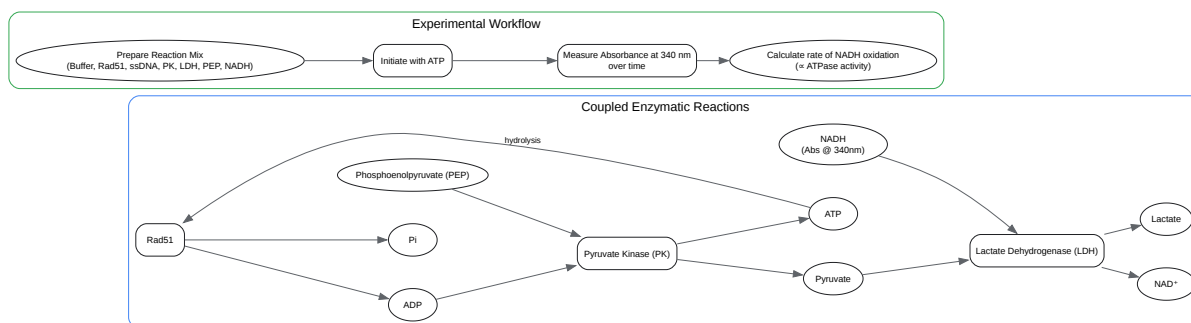 Experimental Workflow
Prepare Reaction Mix
(Buffer, Rad51, ssDNA, PK, LDH, PEP, NADH)
Initiate with ATP
Measure Absorbance at 340 nm
over time
Calculate rate of NADH oxidation
(∝ ATPase activity)
Coupled Enzymatic Reactions
hydrolysis
NADH
(Abs @ 340nm)
Phosphoenolpyruvate (PEP)
ATP
Lactate
Rad51
Pi
Pyruvate Kinase (PK)
Lactate Dehydrogenase (LDH)
Pyruvate
NAD⁺
ADP